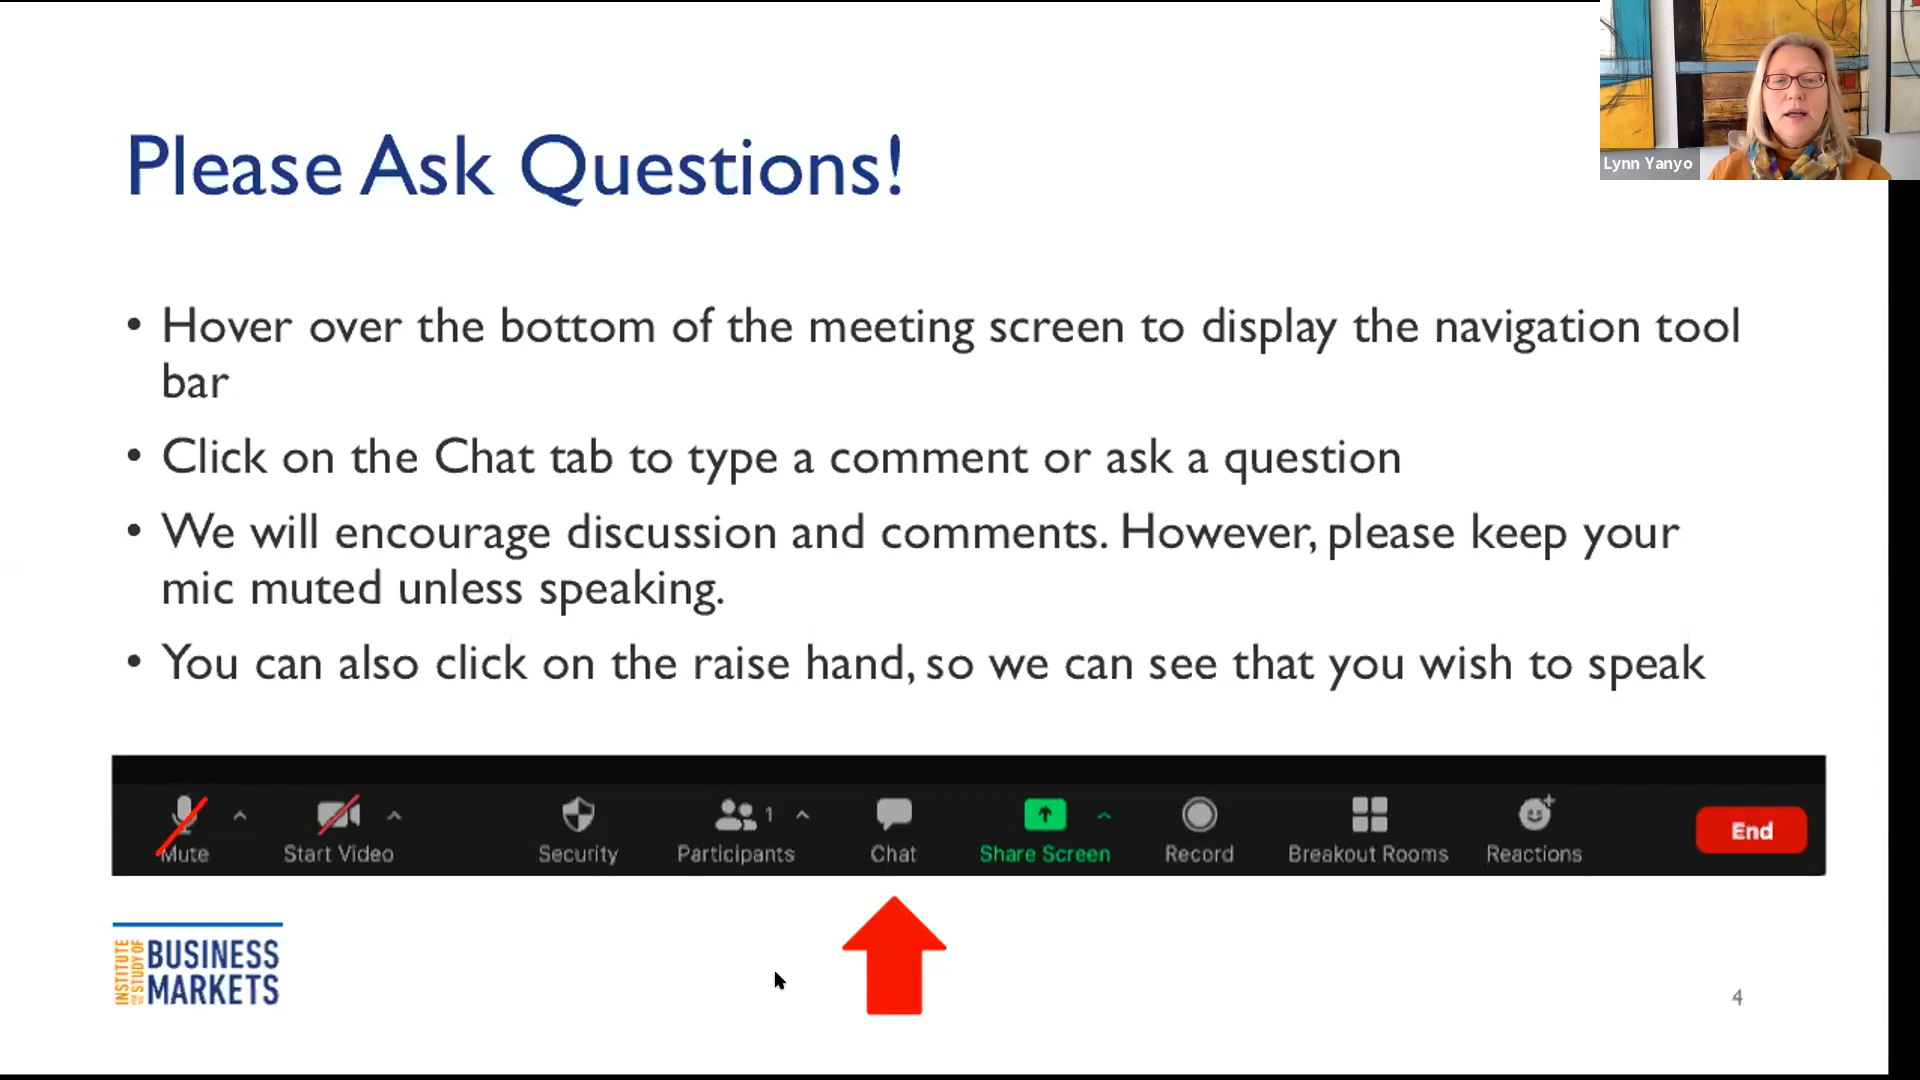 Lynn Yanyo
Please Ask Questions!
• Hover over the bottom of the meeting screen to display the navigation tool
bar
• Click on the Chat tab to type a comment or ask a question
• We will encourage discussion and comments. However, please keep your
mic muted unless speaking.
• You can also click on the raise hand, so we can see that you wish to speak
1
Mute Start Video Security Participants Chat Share Screen Record Breakout Rooms Reactions End
INSTITUTE
STUDY OF
BUSINESS
MARKETS
4